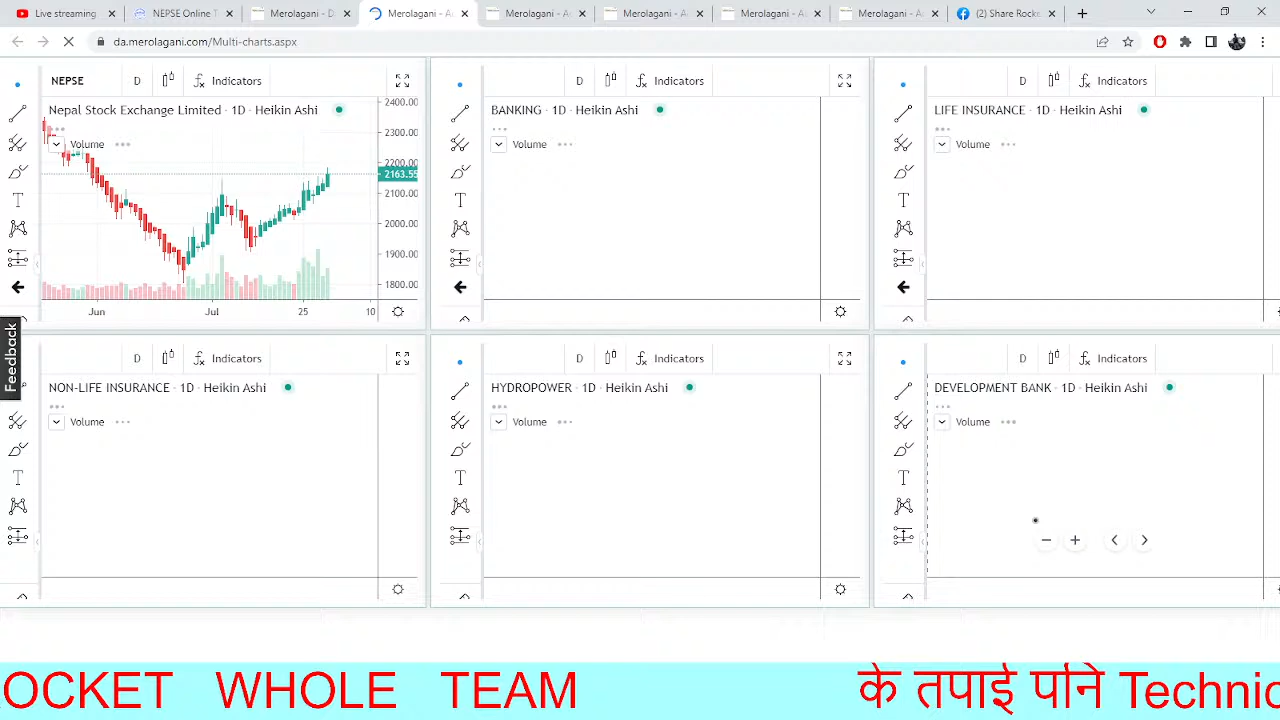 Live streaming
NEPSE Online T
Merolagani - D
Merolagani - A
Merolagani - A
Merolagani - A
Merolagani - A
Merolagani - A
(2) Share Rocke
da.merolagani.com/Multi-charts.aspx
NEPSE D Indicators
D Indicators
D Indicators
Nepal Stock Exchange Limited · 1D · Heikin Ashi
BANKING · 1D · Heikin Ashi
LIFE INSURANCE · 1D · Heikin Ashi
Volume
Volume
Volume
2400.00
2300.00
2200.00
2163.55
2100.00
2000.00
1900.00
1800.00
Jun Jul 25 10
Feedback
D Indicators
D Indicators
D Indicators
NON-LIFE INSURANCE · 1D · Heikin Ashi
HYDROPOWER · 1D · Heikin Ashi
DEVELOPMENT BANK · 1D · Heikin Ashi
Volume
Volume
Volume
OCKET WHOLE TEAM के तपाई पनि Technic